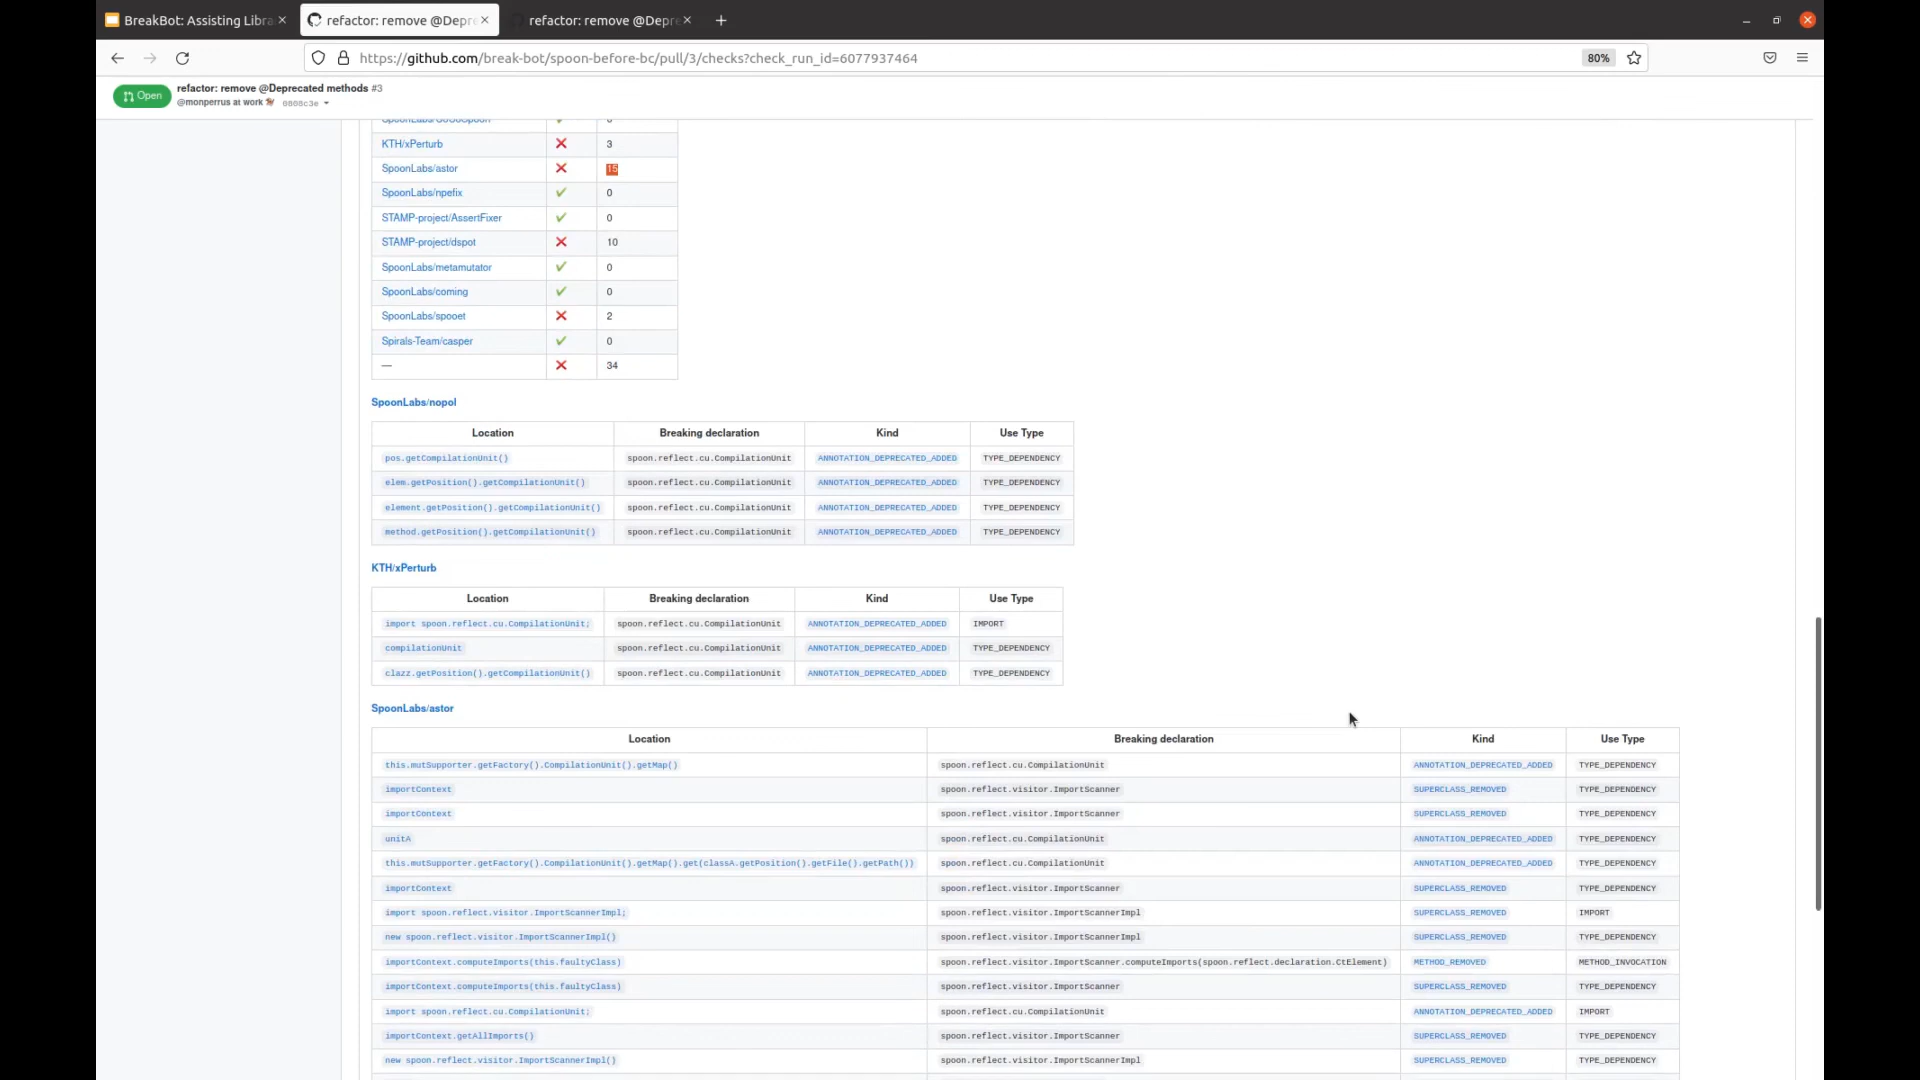 BreakBot: Assisting Libra
refactor: remove @Depre
refactor: remove @Depr
https://github.com/break-bot/spoon-before-bc/pull/3/checks?check_run_id=6077937464
80%
Open
refactor: remove @Deprecated methods #3
@monperrus at work 0808c3e
KTH/xPerturb ❌ 3
SpoonLabs/astor ❌ 15
SpoonLabs/npefix ✓ 0
STAMP-project/AssertFixer ✓ 0
STAMP-project/dspot ❌ 10
SpoonLabs/metamutator ✓ 0
SpoonLabs/coming ✓ 0
SpoonLabs/spooet ❌ 2
Spirals-Team/casper ✓ 0
— ❌ 34
SpoonLabs/nopol
Location Breaking declaration Kind Use Type
pos.getCompilationUnit() spoon.reflect.cu.CompilationUnit ANNOTATION_DEPRECATED_ADDED TYPE_DEPENDENCY
elem.getPosition().getCompilationUnit() spoon.reflect.cu.CompilationUnit ANNOTATION_DEPRECATED_ADDED TYPE_DEPENDENCY
element.getPosition().getCompilationUnit() spoon.reflect.cu.CompilationUnit ANNOTATION_DEPRECATED_ADDED TYPE_DEPENDENCY
method.getPosition().getCompilationUnit() spoon.reflect.cu.CompilationUnit ANNOTATION_DEPRECATED_ADDED TYPE_DEPENDENCY
KTH/xPerturb
Location Breaking declaration Kind Use Type
import spoon.reflect.cu.CompilationUnit; spoon.reflect.cu.CompilationUnit ANNOTATION_DEPRECATED_ADDED IMPORT
compilationUnit spoon.reflect.cu.CompilationUnit ANNOTATION_DEPRECATED_ADDED TYPE_DEPENDENCY
clazz.getPosition().getCompilationUnit() spoon.reflect.cu.CompilationUnit ANNOTATION_DEPRECATED_ADDED TYPE_DEPENDENCY
SpoonLabs/astor
Location Breaking declaration Kind Use Type
this.mutSupporter.getFactory().CompilationUnit().getMap() spoon.reflect.cu.CompilationUnit ANNOTATION_DEPRECATED_ADDED TYPE_DEPENDENCY
importContext spoon.reflect.visitor.ImportScanner SUPERCLASS_REMOVED TYPE_DEPENDENCY
importContext spoon.reflect.visitor.ImportScanner SUPERCLASS_REMOVED TYPE_DEPENDENCY
unitA spoon.reflect.cu.CompilationUnit ANNOTATION_DEPRECATED_ADDED TYPE_DEPENDENCY
this.mutSupporter.getFactory().CompilationUnit().getMap().get(classA.getPosition().getFile().getPath()) spoon.reflect.cu.CompilationUnit ANNOTATION_DEPRECATED_ADDED TYPE_DEPENDENCY
importContext spoon.reflect.visitor.ImportScanner SUPERCLASS_REMOVED TYPE_DEPENDENCY
import spoon.reflect.visitor.ImportScannerImpl; spoon.reflect.visitor.ImportScannerImpl SUPERCLASS_REMOVED IMPORT
new spoon.reflect.visitor.ImportScannerImpl() spoon.reflect.visitor.ImportScannerImpl SUPERCLASS_REMOVED TYPE_DEPENDENCY
importContext.computeImports(this.faultyClass) spoon.reflect.visitor.ImportScanner.computeImports(spoon.reflect.declaration.CtElement) METHOD_REMOVED METHOD_INVOCATION
importContext.computeImports(this.faultyClass) spoon.reflect.visitor.ImportScanner SUPERCLASS_REMOVED TYPE_DEPENDENCY
import spoon.reflect.cu.CompilationUnit; spoon.reflect.cu.CompilationUnit ANNOTATION_DEPRECATED_ADDED IMPORT
importContext.getAllImports() spoon.reflect.visitor.ImportScanner SUPERCLASS_REMOVED TYPE_DEPENDENCY
new spoon.reflect.visitor.ImportScannerImpl() spoon.reflect.visitor.ImportScannerImpl SUPERCLASS_REMOVED TYPE_DEPENDENCY